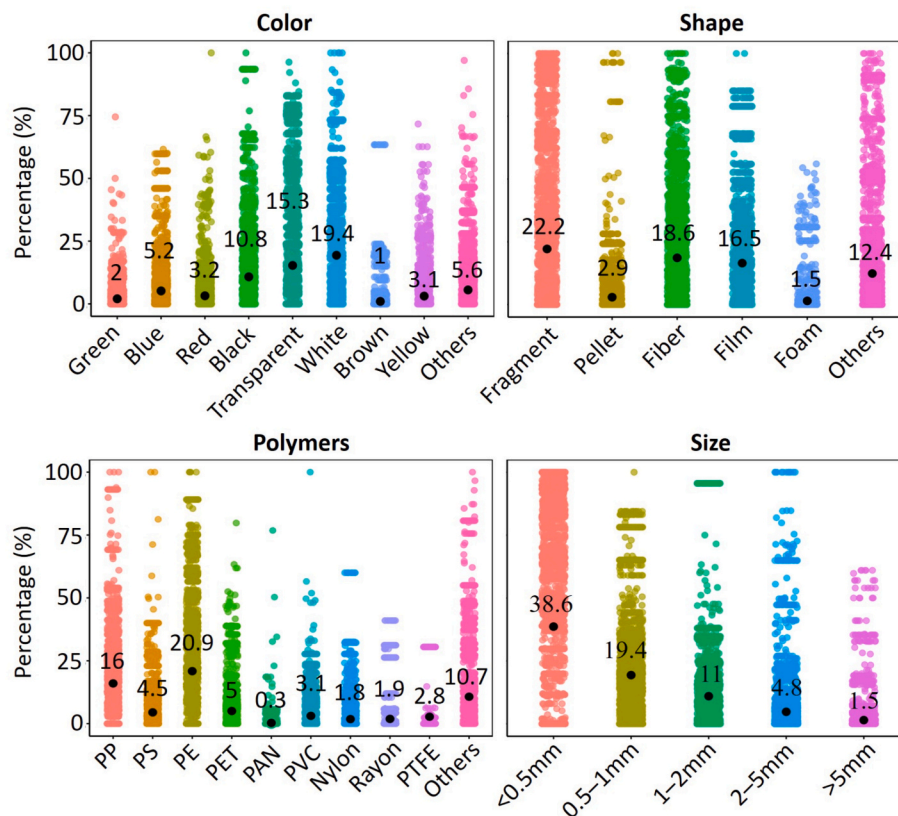 Color
Percentage (%)
100
75
50
25
0
2
5.2
3.2
10.8
15.3
19.4
1
3.1
5.6
Green
Blue
Red
Black
Transparent
White
Brown
Yellow
Others
Shape
22.2
2.9
18.6
16.5
1.5
12.4
Fragment
Pellet
Fiber
Film
Foam
Others
Polymers
Percentage (%)
100
75
50
25
0
16
4.5
20.9
5
0.3
3.1
1.8
1.9
2.8
10.7
PP
PS
PE
PET
PAN
PVC
Nylon
Rayon
PTFE
Others
Size
38.6
19.4
11
4.8
1.5
<0.5mm
0.5–1mm
1–2mm
2–5mm
>5mm